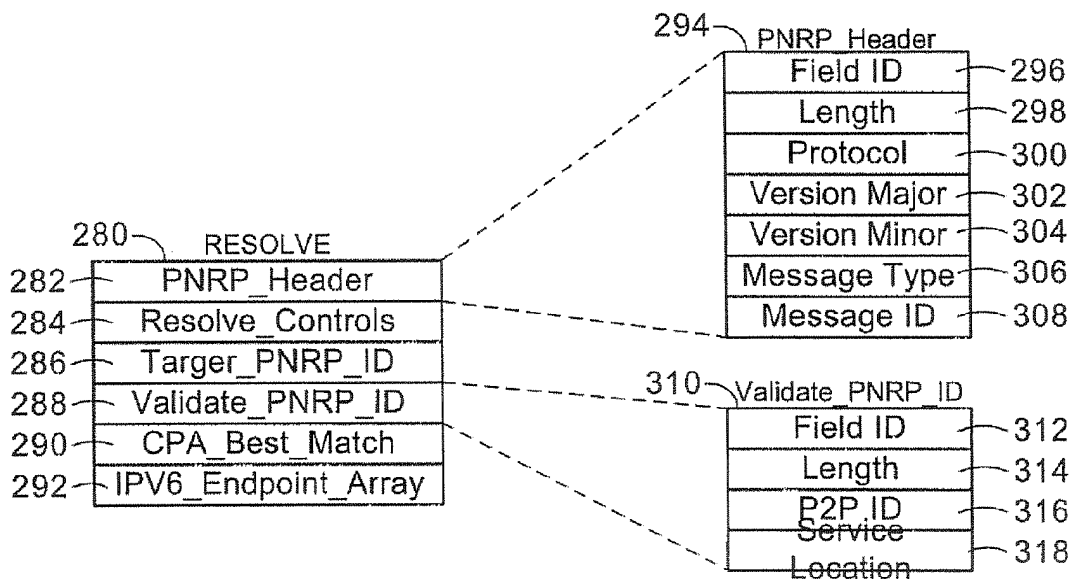 294
PNRP_Header
Field ID 296
Length 298
Protocol 300
Version Major 302
Version Minor 304
Message Type 306
Message ID 308
280
RESOLVE
282 PNRP_Header
284 Resolve_Controls
286 Targer_PNRP_ID
288 Validate_PNRP_ID
290 CPA_Best_Match
292 IPV6_Endpoint_Array
310
Validate_PNRP_ID
Field ID 312
Length 314
P2P ID 316
Service
Location 318